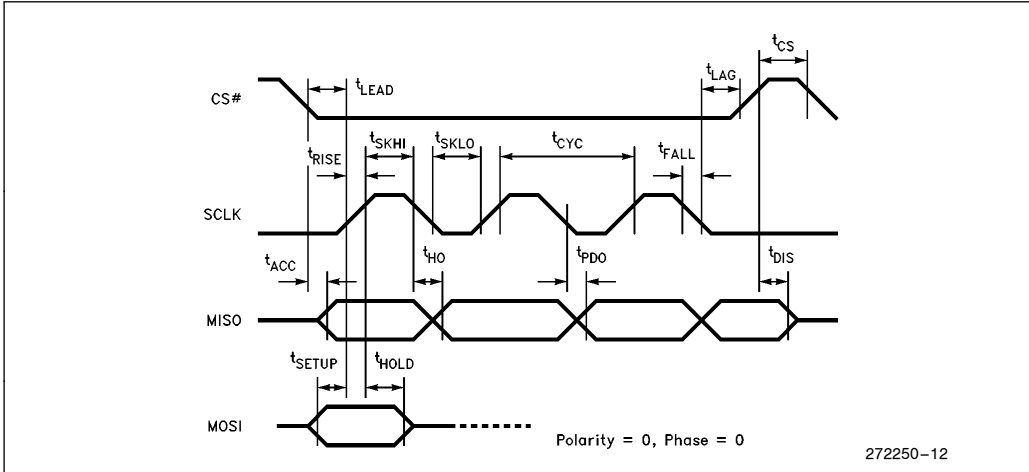 tCS
tLAG
CS#
tLEAD
tSKHI
tSKLO
tCYC
tRISE
tFALL
SCLK
tACC
tHO
tPDO
tDIS
MISO
tSETUP
tHOLD
MOSI
Polarity = 0, Phase = 0
272250–12